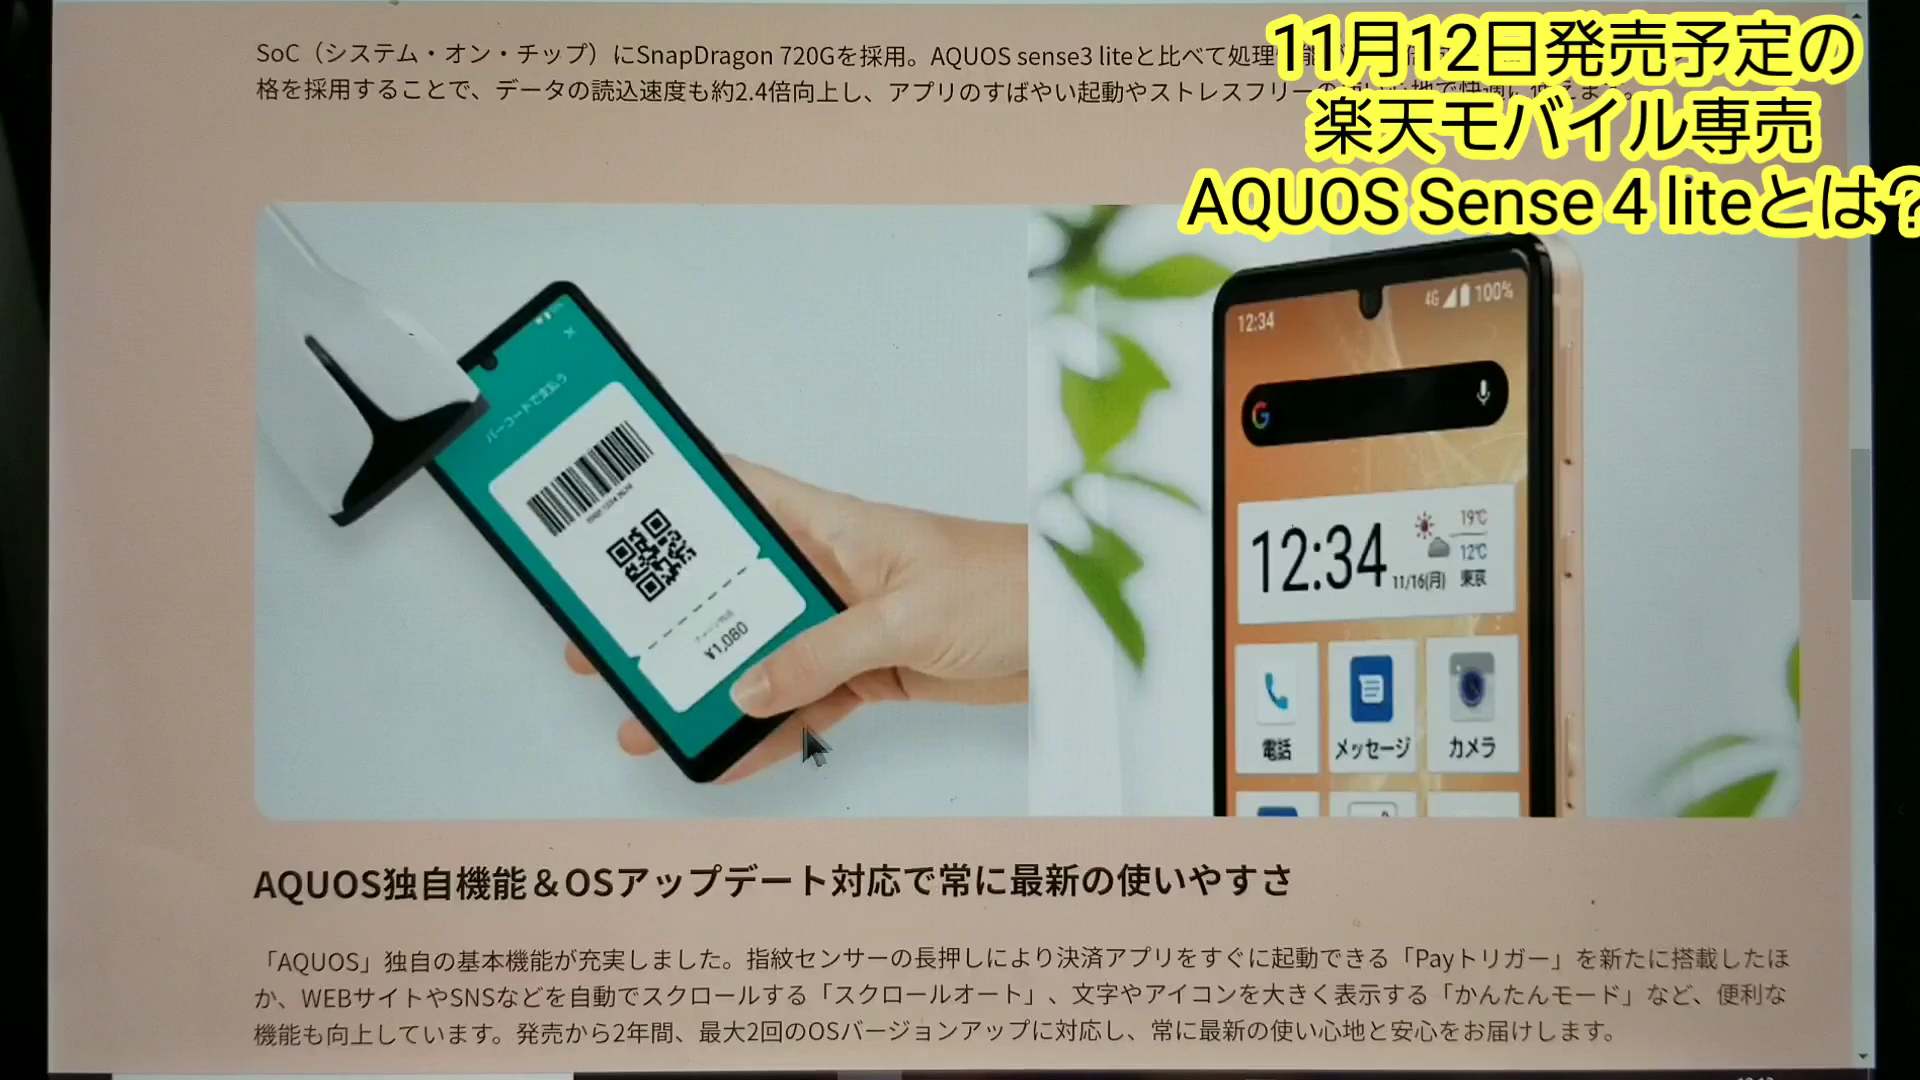 SoC（システム・オン・チップ）にSnapDragon 720Gを採用。AQUOS sense3 liteと比べて処理
格を採用することで、データの読込速度も約2.4倍向上し、アプリのすばやい起動やストレスフリー
11月12日発売予定の
楽天モバイル専売
AQUOS Sense 4 liteとは?
バーコードで支払う
¥1,080
12:34
4G 100%
12:34
19℃
12℃
11/16(月) 東京
電話 メッセージ カメラ
AQUOS独自機能＆OSアップデート対応で常に最新の使いやすさ
「AQUOS」独自の基本機能が充実しました。指紋センサーの長押しにより決済アプリをすぐに起動できる「Payトリガー」を新たに搭載したほ
か、WEBサイトやSNSなどを自動でスクロールする「スクロールオート」、文字やアイコンを大きく表示する「かんたんモード」など、便利な
機能も向上しています。発売から2年間、最大2回のOSバージョンアップに対応し、常に最新の使い心地と安心をお届けします。